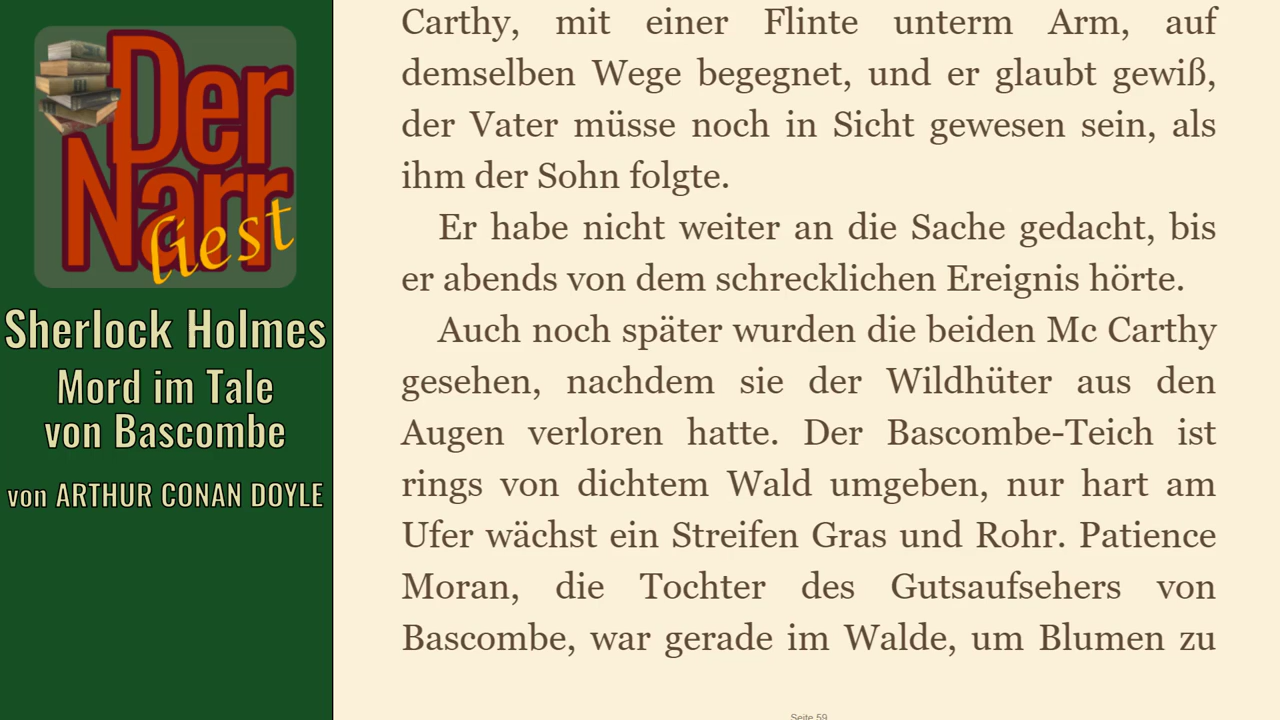 Der
Narr
liest
Sherlock Holmes
Mord im Tale
von Bascombe
von ARTHUR CONAN DOYLE
Carthy, mit einer Flinte unterm Arm, auf
demselben Wege begegnet, und er glaubt gewiß,
der Vater müsse noch in Sicht gewesen sein, als
ihm der Sohn folgte.
Er habe nicht weiter an die Sache gedacht, bis
er abends von dem schrecklichen Ereignis hörte.
Auch noch später wurden die beiden Mc Carthy
gesehen, nachdem sie der Wildhüter aus den
Augen verloren hatte. Der Bascombe-Teich ist
rings von dichtem Wald umgeben, nur hart am
Ufer wächst ein Streifen Gras und Rohr. Patience
Moran, die Tochter des Gutsaufsehers von
Bascombe, war gerade im Walde, um Blumen zu
Seite 59